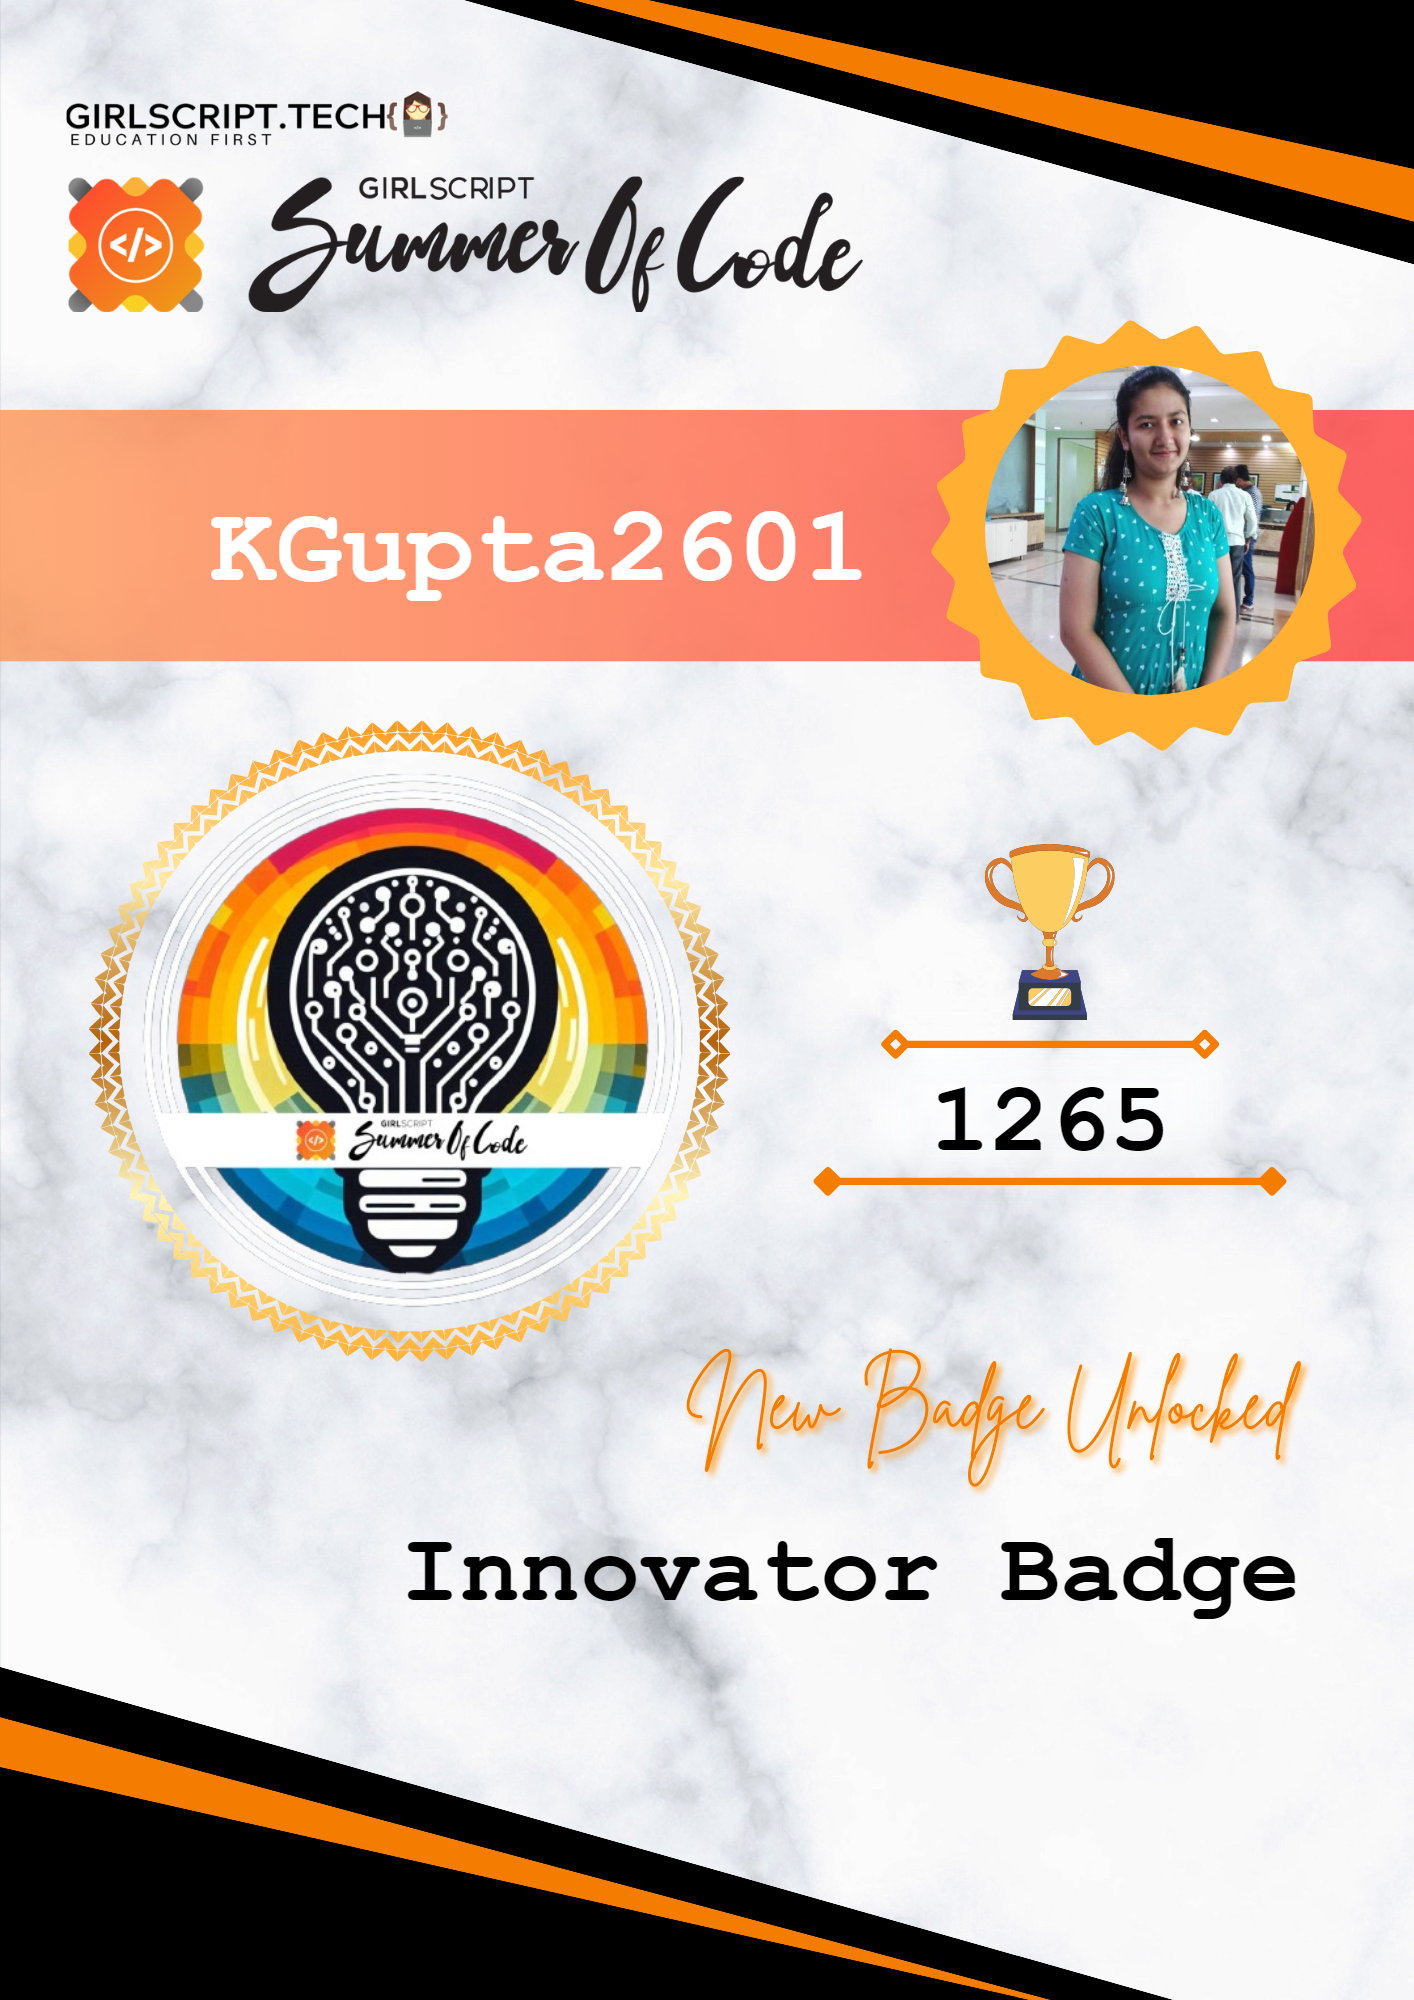 GIRLSCRIPT.TECH{ }
EDUCATION FIRST
GIRLSCRIPT
Summer Of Code
</>
KGupta2601
1265
GIRLSCRIPT
Summer Of Code
</>
New Badge Unlocked
Innovator Badge